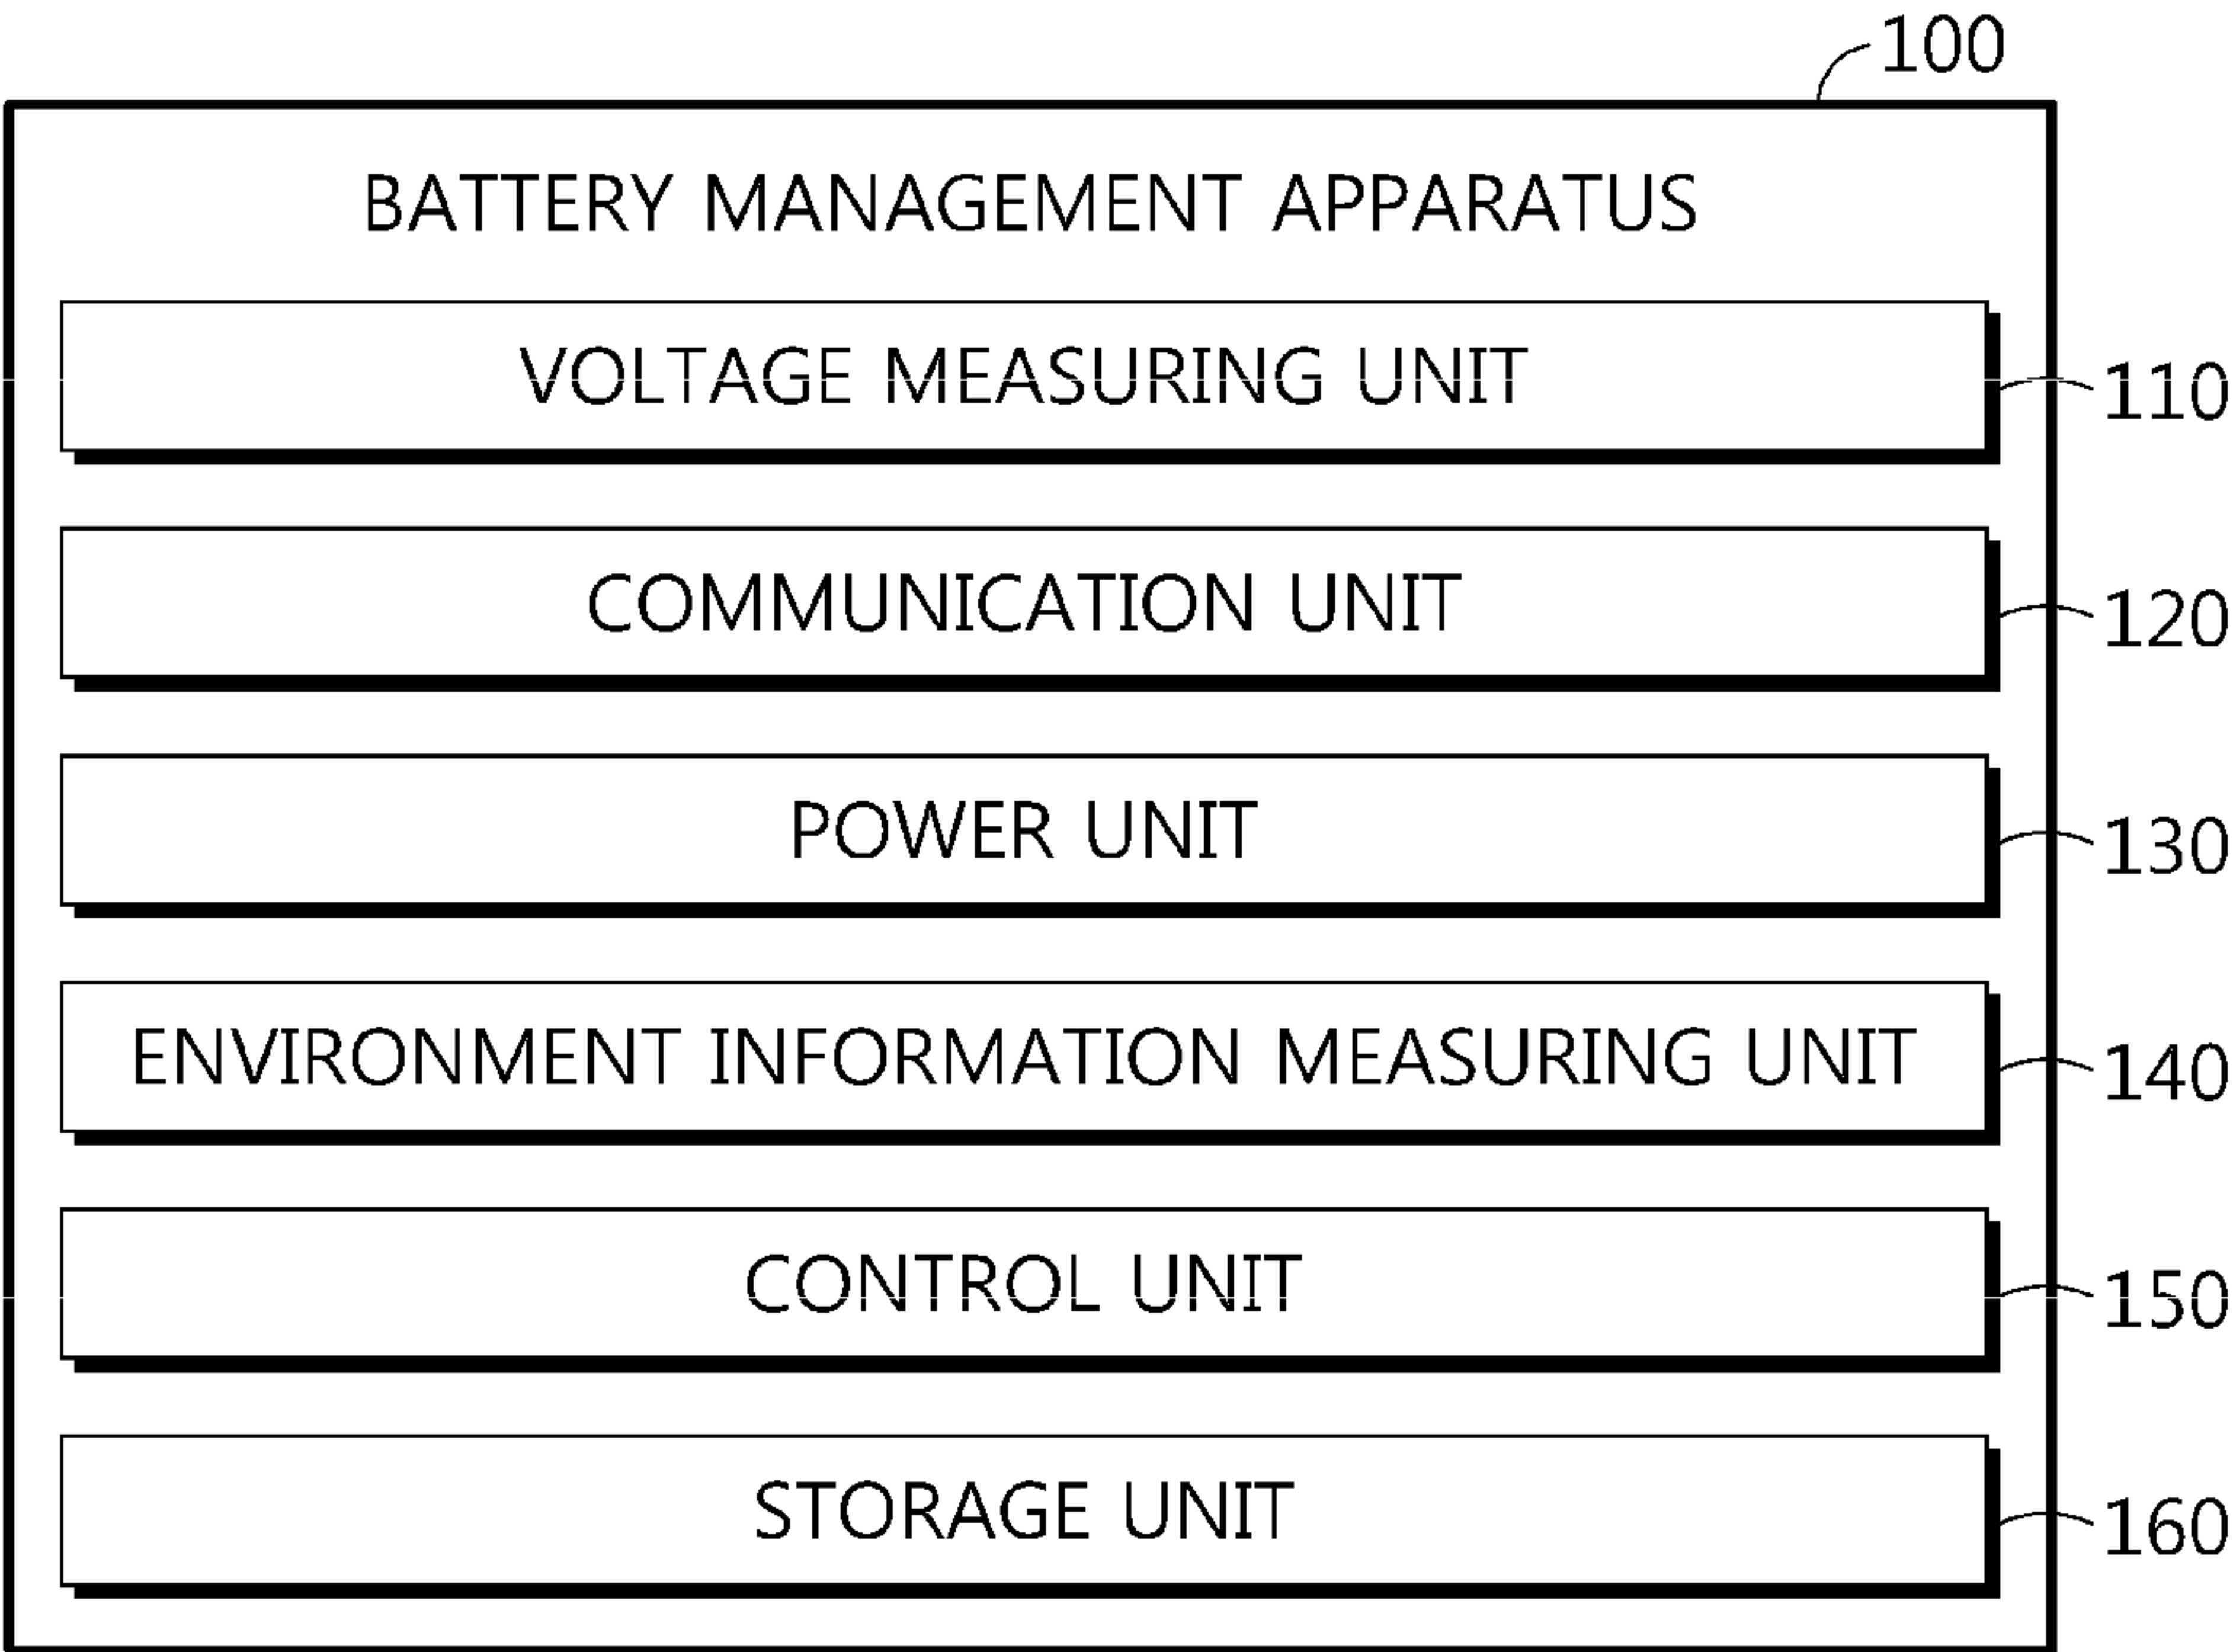 100
BATTERY MANAGEMENT APPARATUS
VOLTAGE MEASURING UNIT
110
COMMUNICATION UNIT
120
POWER UNIT
130
ENVIRONMENT INFORMATION MEASURING UNIT
140
CONTROL UNIT
150
STORAGE UNIT
160